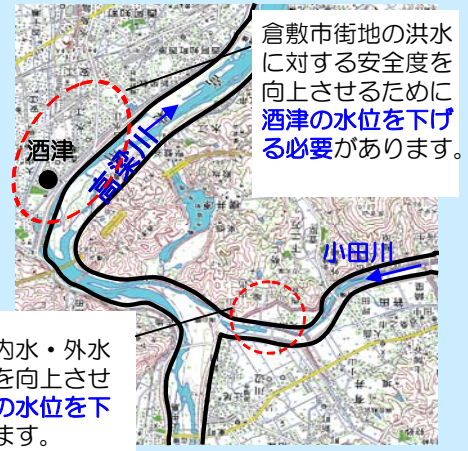 倉敷市街地の洪水
に対する安全度を
向上させるために
酒津の水位を下げ
る必要があります。
酒津
高梁川
小田川
内水・外水
を向上させ
の水位を下
ます。